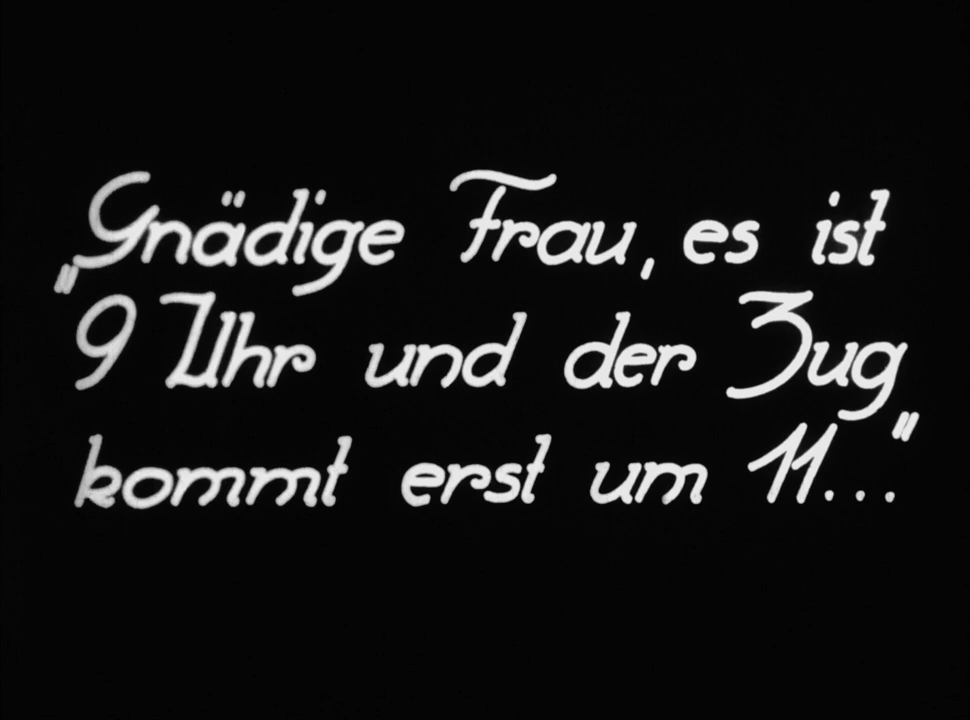 „Gnädige Frau, es ist
9 Uhr und der Zug
kommt erst um 11..."